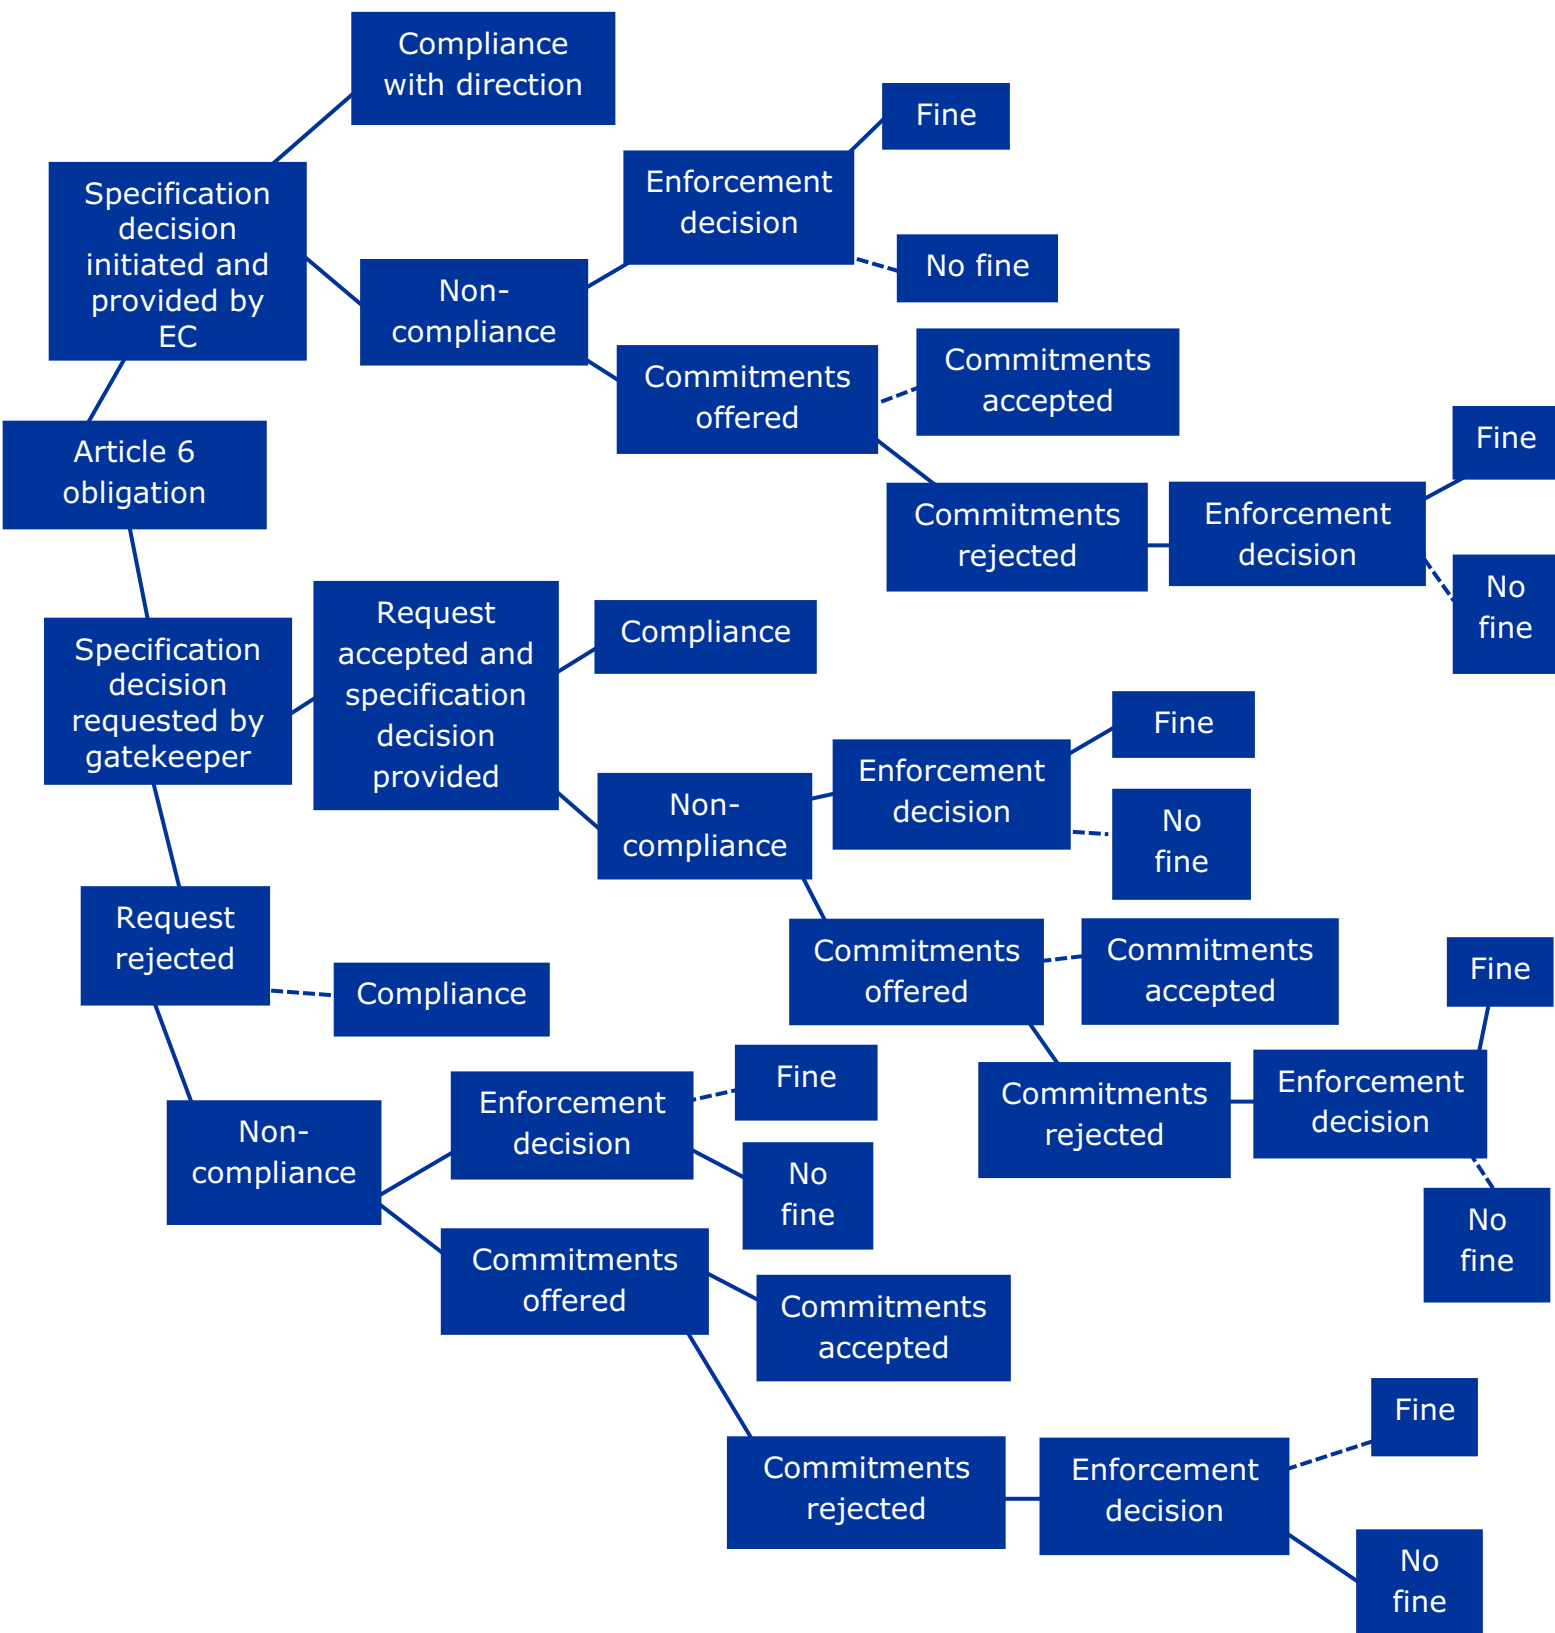 Compliance
with direction
Fine
Specification
decision
initiated and
provided by
EC
Enforcement
decision
No fine
Non-
compliance
Commitments
offered
Commitments
accepted
Article 6
obligation
Fine
Commitments
rejected
Enforcement
decision
No
fine
Specification
decision
requested by
gatekeeper
Request
accepted and
specification
decision
provided
Compliance
Fine
Non-
compliance
Enforcement
decision
No
fine
Request
rejected
Compliance
Commitments
offered
Commitments
accepted
Fine
Non-
compliance
Enforcement
decision
Fine
No
fine
Commitments
rejected
Enforcement
decision
No
fine
Commitments
offered
Commitments
accepted
Fine
Commitments
rejected
Enforcement
decision
No
fine